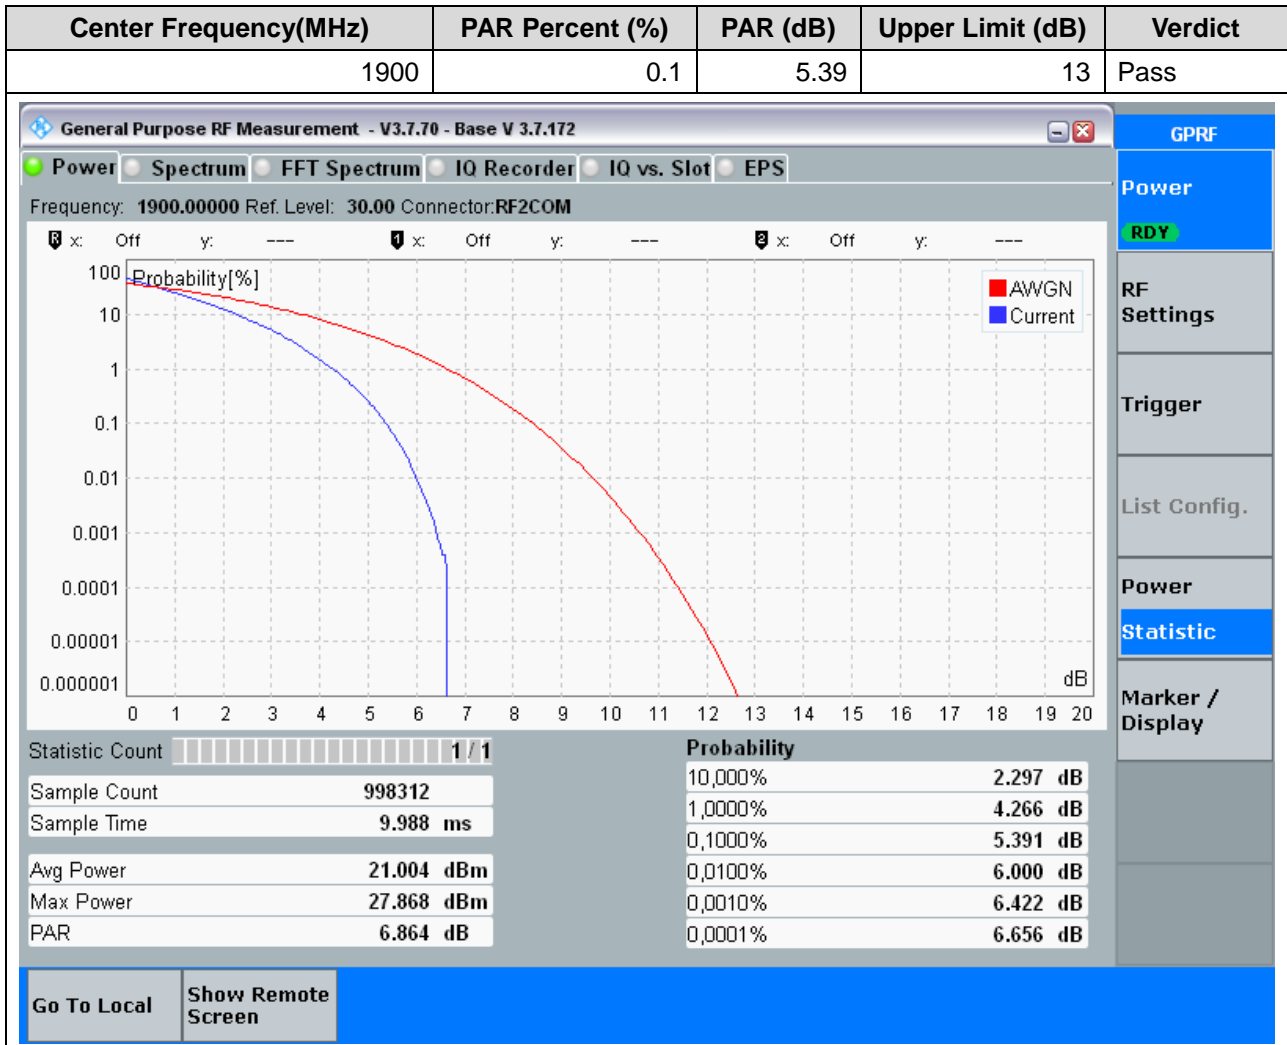 Center Frequency(MHz) PAR Percent (%) PAR (dB) Upper Limit (dB) Verdict
1900 0.1 5.39 13 Pass
General Purpose RF Measurement - V3.7.70 - Base V 3.7.172
GPRF
Power Spectrum FFT Spectrum IQ Recorder IQ vs. Slot EPS
Power
RDY
Frequency: 1900.00000 Ref. Level: 30.00 Connector:RF2COM
R x: Off y: --- 1 x: Off y: --- 2 x: Off y: ---
Probability[%]
100
10
1
0.1
0.01
0.001
0.0001
0.00001
0.000001
AWGN
Current
dB
0 1 2 3 4 5 6 7 8 9 10 11 12 13 14 15 16 17 18 19 20
RF
Settings
Trigger
List Config.
Power
Statistic
Marker /
Display
Statistic Count 1 / 1
Sample Count 998312
Sample Time 9.988 ms
Avg Power 21.004 dBm
Max Power 27.868 dBm
PAR 6.864 dB
Probability
10,000% 2.297 dB
1,0000% 4.266 dB
0,1000% 5.391 dB
0,0100% 6.000 dB
0,0010% 6.422 dB
0,0001% 6.656 dB
Go To Local
Show Remote
Screen